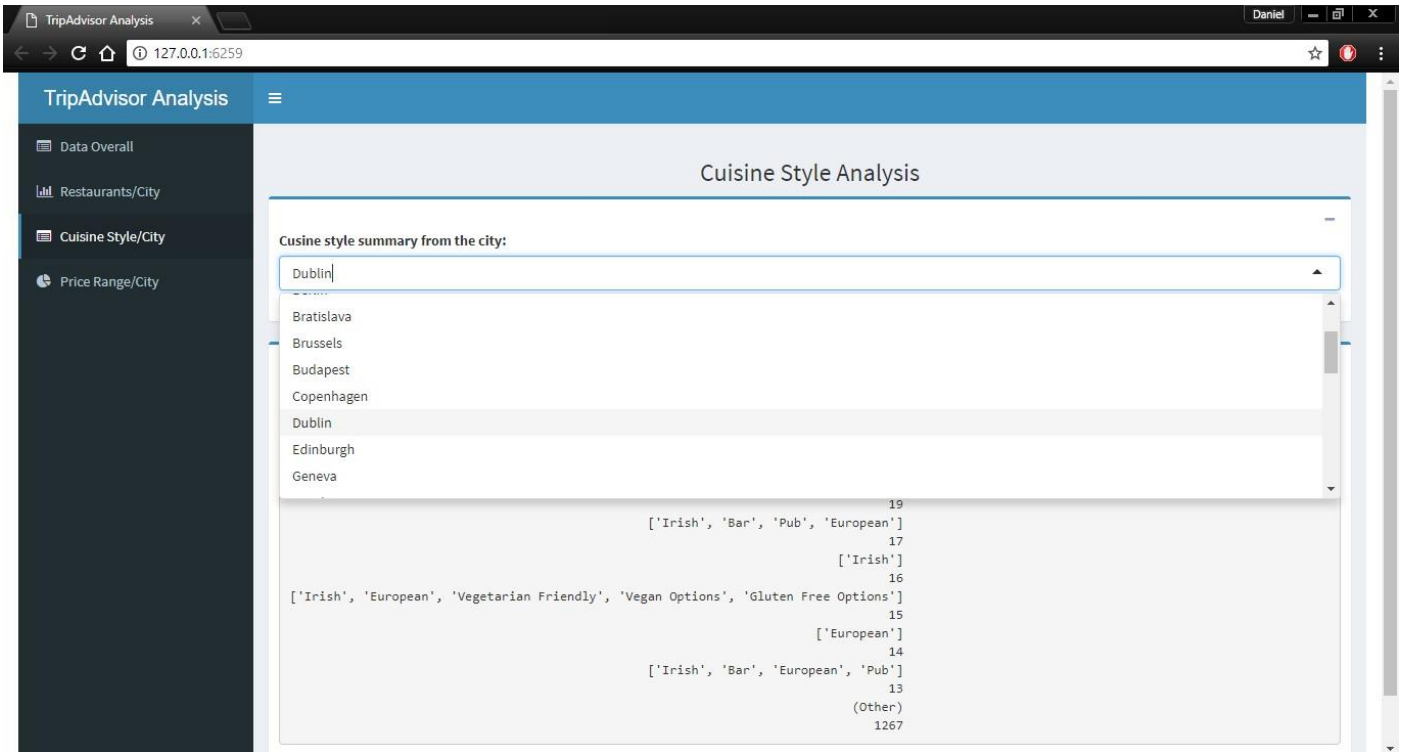 TripAdvisor Analysis
Daniel
127.0.0.1:6259
TripAdvisor Analysis
Data Overall
Restaurants/City
Cuisine Style/City
Price Range/City
Cuisine Style Analysis
Cusine style summary from the city:
Dublin
Bratislava
Brussels
Budapest
Copenhagen
Dublin
Edinburgh
Geneva
19
['Irish', 'Bar', 'Pub', 'European']
17
['Irish']
16
['Irish', 'European', 'Vegetarian Friendly', 'Vegan Options', 'Gluten Free Options']
15
['European']
14
['Irish', 'Bar', 'European', 'Pub']
13
(Other)
1267